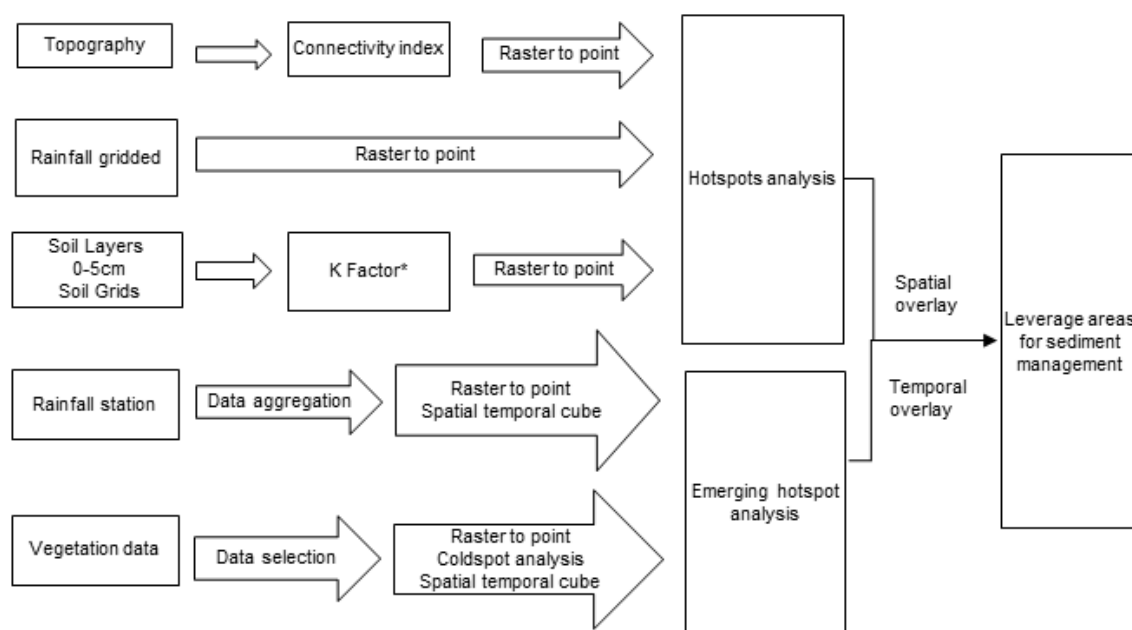 Topography
Connectivity index
Raster to point
Rainfall gridded
Raster to point
Hotspots analysis
Soil Layers
0-5cm
Soil Grids
K Factor*
Raster to point
Spatial
overlay
Leverage areas
for sediment
management
Rainfall station
Data aggregation
Raster to point
Spatial temporal cube
Temporal
overlay
Emerging hotspot
analysis
Vegetation data
Data selection
Raster to point
Coldspot analysis
Spatial temporal cube